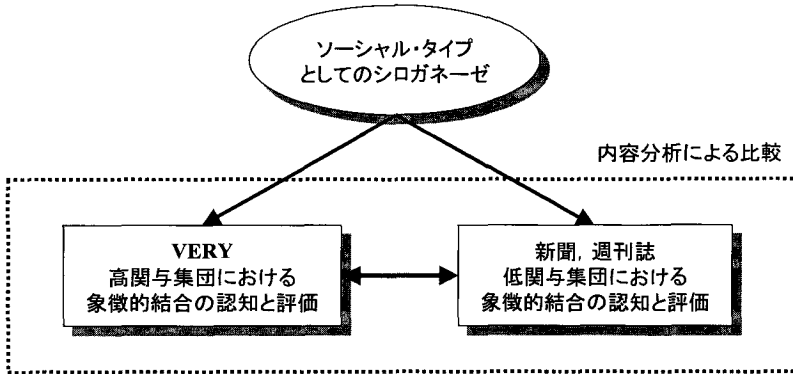 ソーシャル・タイプ
としてのシロガネーゼ
内容分析による比較
VERY
高関与集団における
象徴的結合の認知と評価
新聞，週刊誌
低関与集団における
象徴的結合の認知と評価